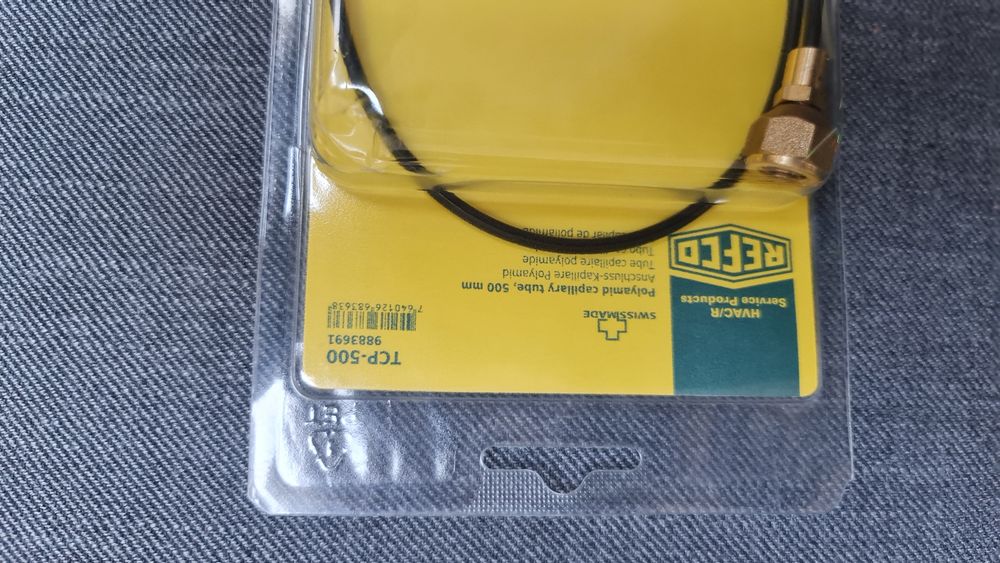 REFCO
HVAC/R
Service Products
SWISSMADE
Tubo
Tube capillaire polyamide
Anschluss-Kapillare Polyamid
Polyamid capillary tube, 500 mm
7 640126 683638
9883691
TCP-500